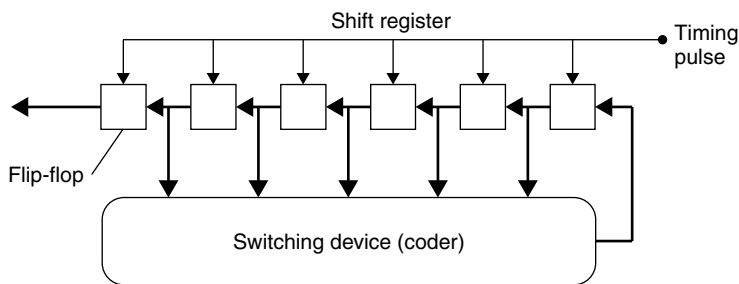 Shift register
Timing
pulse
Flip-flop
Switching device (coder)